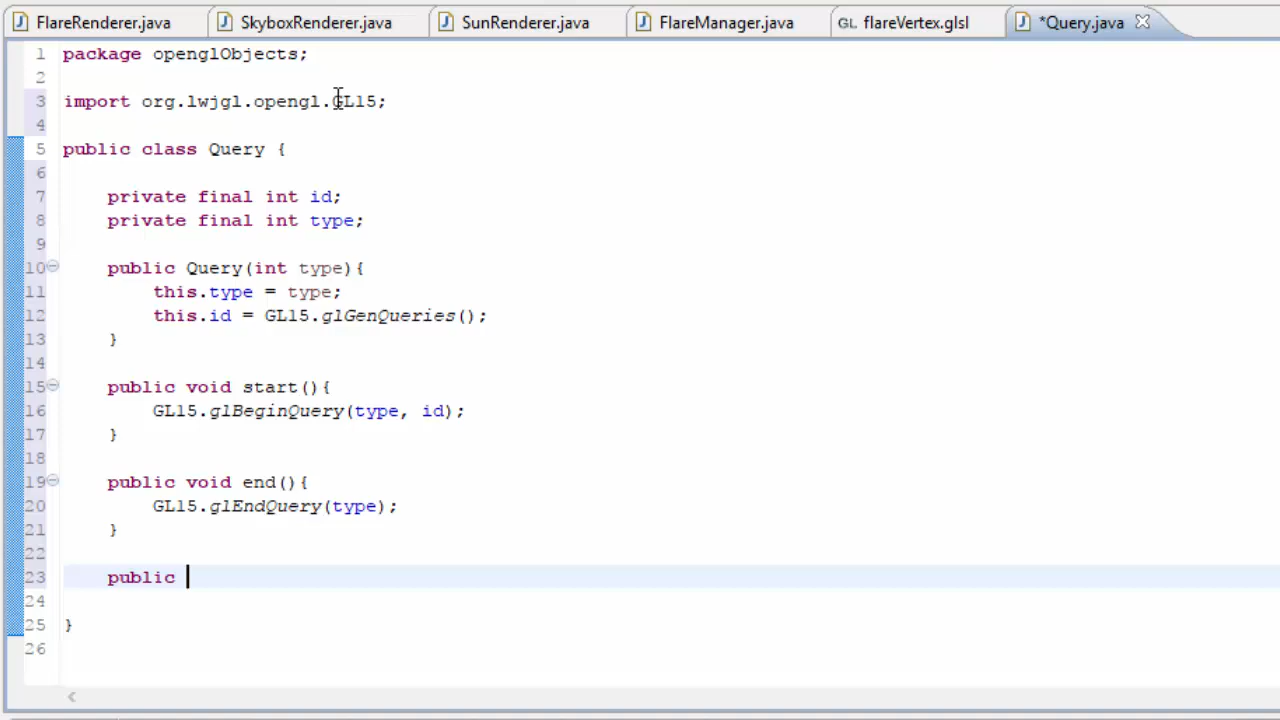 FlareRenderer.java SkyboxRenderer.java SunRenderer.java FlareManager.java GL flareVertex.glsl *Query.java
1 package openglObjects;
2
3 import org.lwjgl.opengl.GL15;
4
5 public class Query {
6
7 private final int id;
8 private final int type;
9
10 public Query(int type){
11 this.type = type;
12 this.id = GL15.glGenQueries();
13 }
14
15 public void start(){
16 GL15.glBeginQuery(type, id);
17 }
18
19 public void end(){
20 GL15.glEndQuery(type);
21 }
22
23 public
24
25 }
26